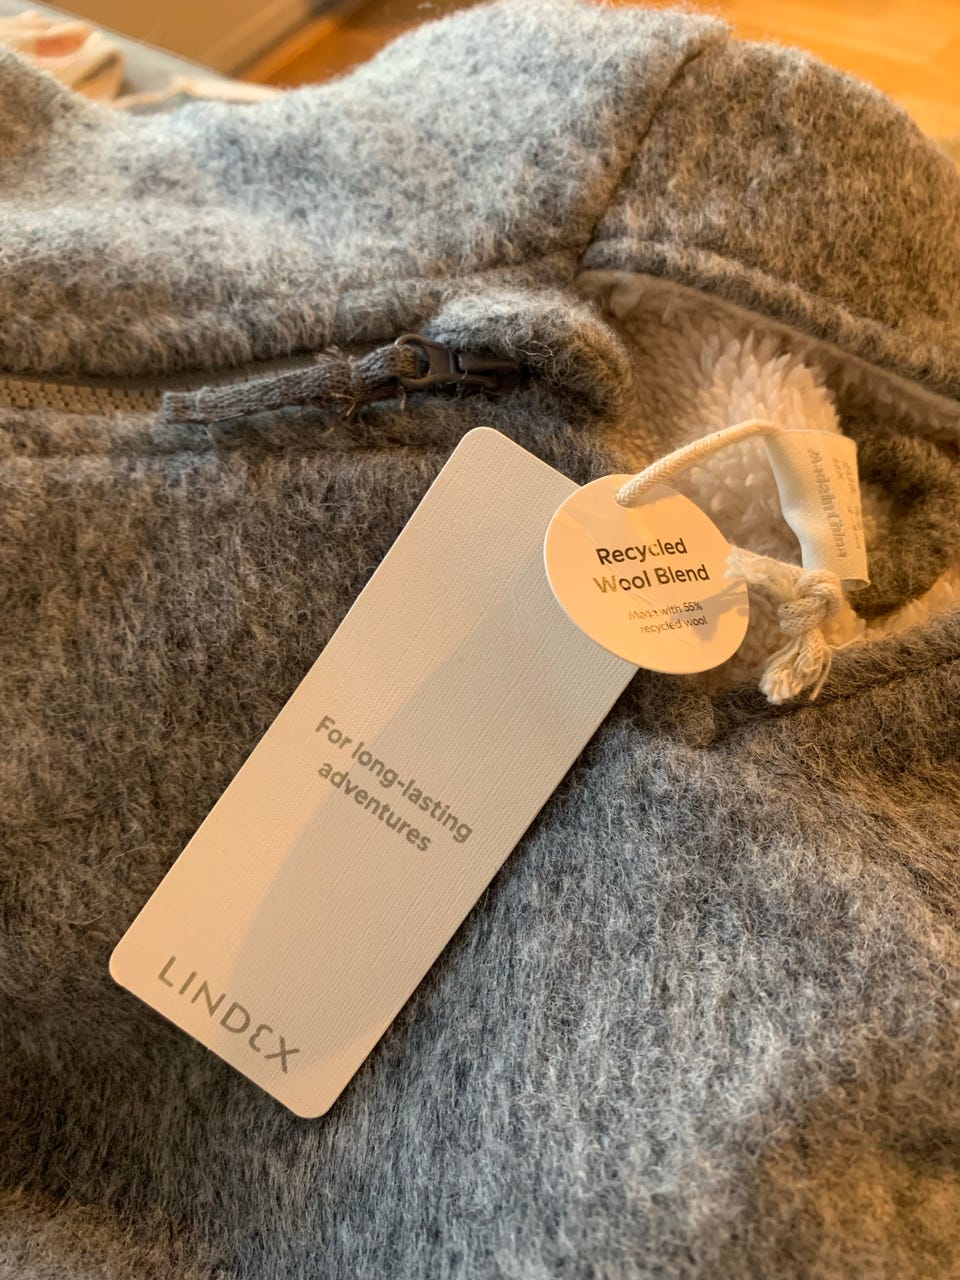 Recycled
Wool Blend
Made with 55%
recycled wool
Made in China
For long-lasting
adventures
LINDEX